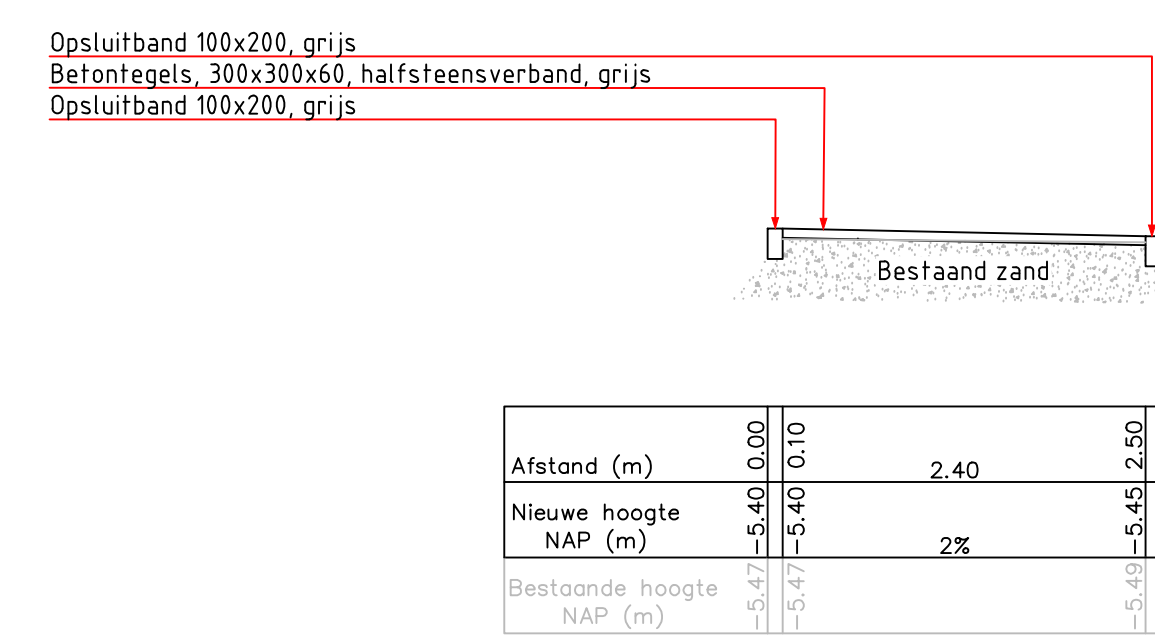 Opsluitband 100x200, grijs
Betontegels, 300x300x60, halfsteensverband, grijs
Opsluitband 100x200, grijs
Bestaand zand
Afstand (m) 0.00 0.10 2.40 2.50
Nieuwe hoogte
NAP (m) -5.40 -5.40 2% -5.45
Bestaande hoogte
NAP (m) -5.47 -5.47 -5.49